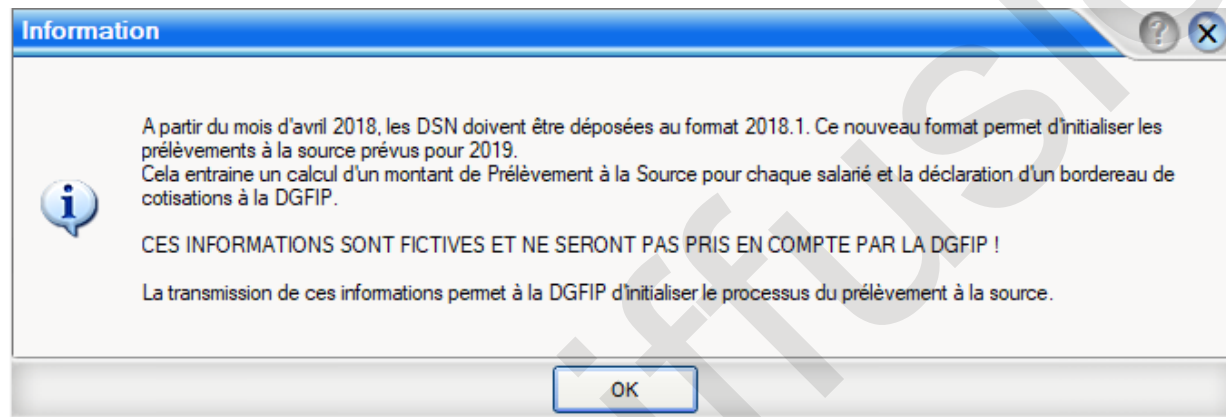 Information
A partir du mois d'avril 2018, les DSN doivent être déposées au format 2018.1. Ce nouveau format permet d'initialiser les
prélèvements à la source prévus pour 2019.
Cela entraine un calcul d'un montant de Prélèvement à la Source pour chaque salarié et la déclaration d'un bordereau de
cotisations à la DGFIP.
CES INFORMATIONS SONT FICTIVES ET NE SERONT PAS PRIS EN COMPTE PAR LA DGFIP !
La transmission de ces informations permet à la DGFIP d'initialiser le processus du prélèvement à la source.
OK